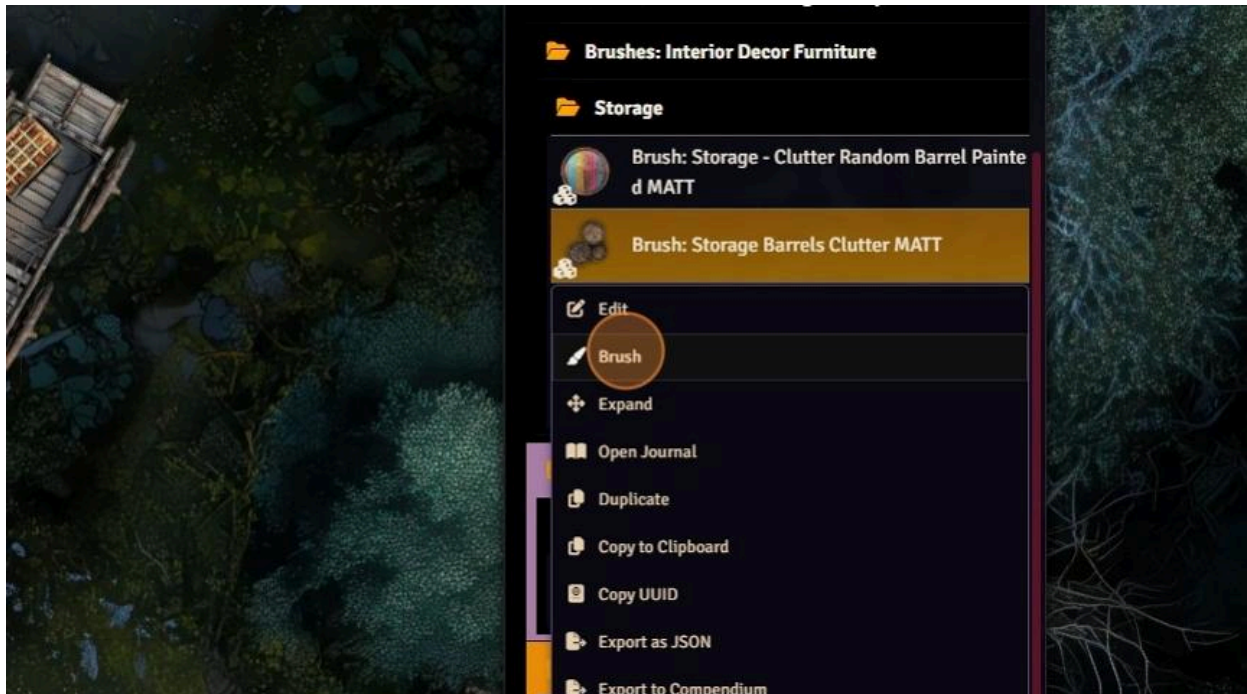 Brushes: Interior Decor Furniture
Storage
Brush: Storage - Clutter Random Barrel Painte
d MATT
Brush: Storage Barrels Clutter MATT
Edit
Brush
Expand
Open Journal
Duplicate
Copy to Clipboard
Copy UUID
Export as JSON
Export to Compendium